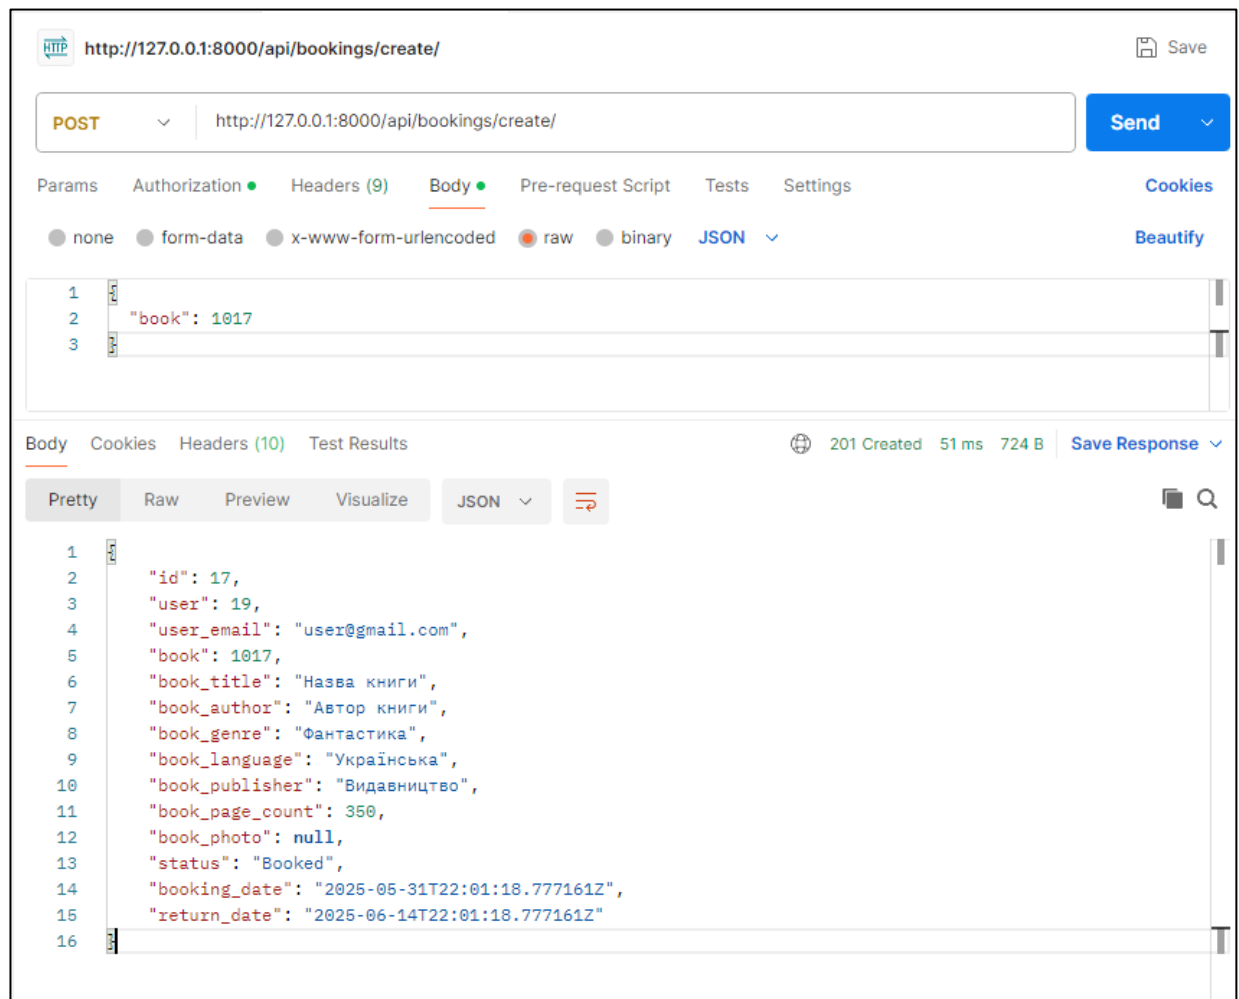 HTTP http://127.0.0.1:8000/api/bookings/create/ Save
POST http://127.0.0.1:8000/api/bookings/create/ Send
Params Authorization Headers (9) Body Pre-request Script Tests Settings Cookies
none form-data x-www-form-urlencoded raw binary JSON Beautify
1 {
2 "book": 1017
3 }
Body Cookies Headers (10) Test Results 201 Created 51 ms 724 B Save Response
Pretty Raw Preview Visualize JSON
1 {
2 "id": 17,
3 "user": 19,
4 "user_email": "user@gmail.com",
5 "book": 1017,
6 "book_title": "Назва книги",
7 "book_author": "Автор книги",
8 "book_genre": "Фантастика",
9 "book_language": "Українська",
10 "book_publisher": "Видавництво",
11 "book_page_count": 350,
12 "book_photo": null,
13 "status": "Booked",
14 "booking_date": "2025-05-31T22:01:18.777161Z",
15 "return_date": "2025-06-14T22:01:18.777161Z"
16 }